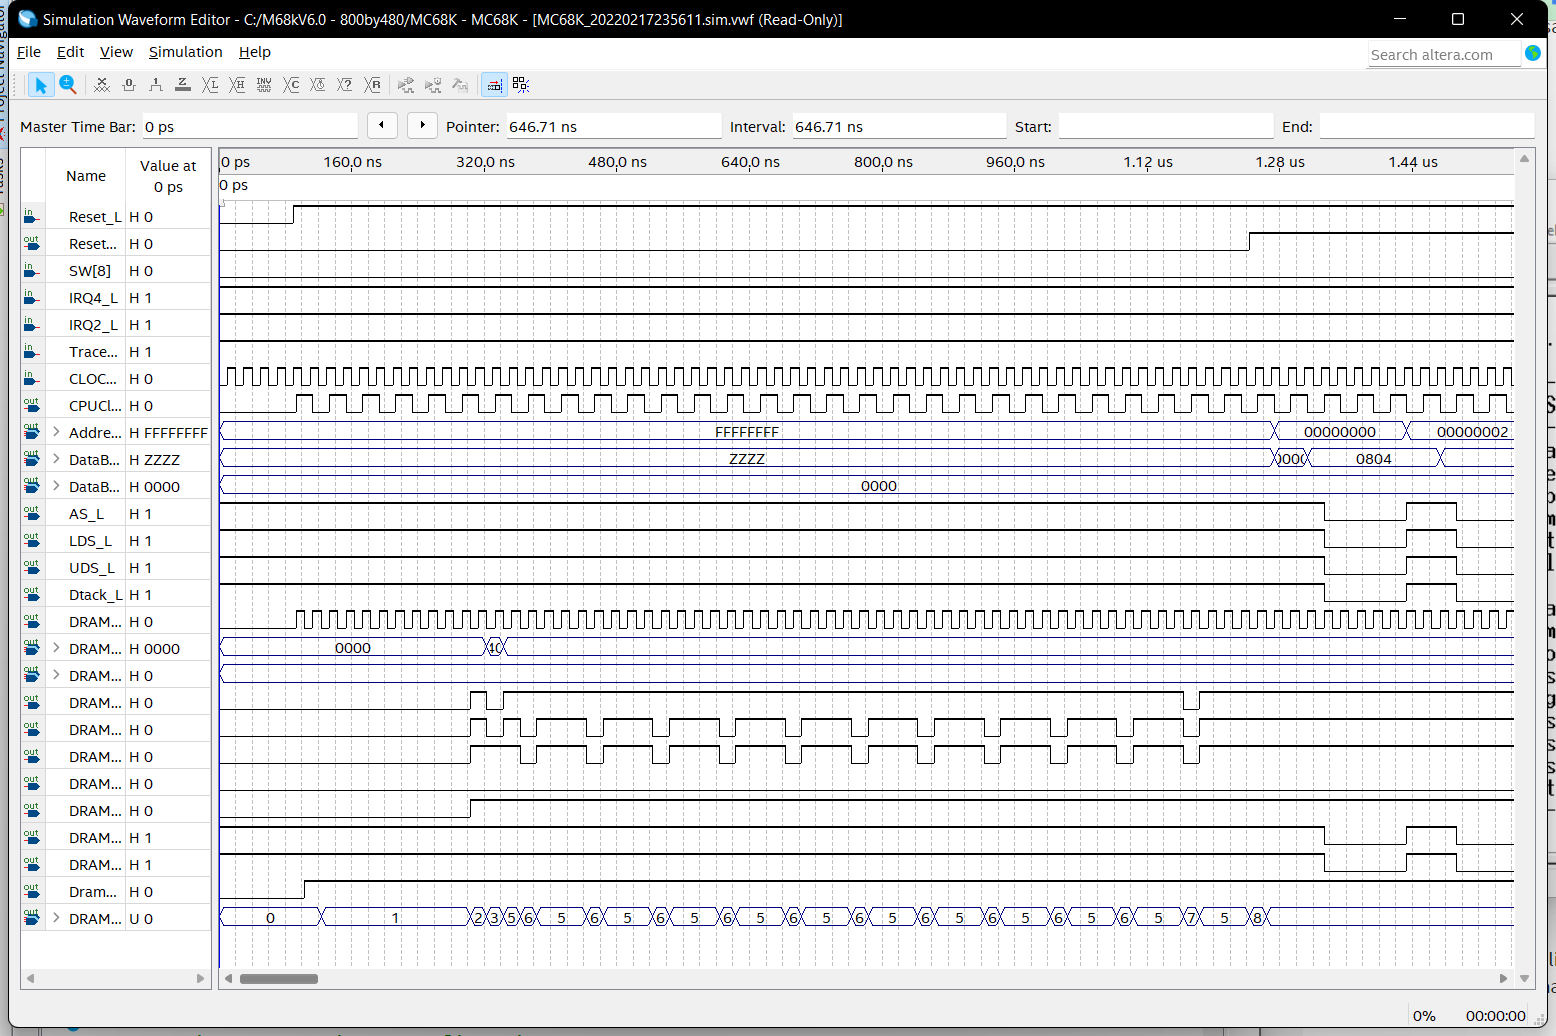 Simulation Waveform Editor - C:/M68kV6.0 - 800by480/MC68K - MC68K - [MC68K_20220217235611.sim.vwf (Read-Only)]
File Edit View Simulation Help
Search altera.com
Master Time Bar: 0 ps Pointer: 646.71 ns Interval: 646.71 ns Start: End:
Name Value at 0 ps
0 ps 160.0 ns 320.0 ns 480.0 ns 640.0 ns 800.0 ns 960.0 ns 1.12 us 1.28 us 1.44 us
0 ps
in Reset_L H 0
out Reset... H 0
in SW[8] H 0
in IRQ4_L H 1
in IRQ2_L H 1
in Trace... H 1
in CLOC... H 0
out CPUCl... H 0
out Addre... H FFFFFFFF FFFFFFFF 00000000 00000002
out DataB... H ZZZZ ZZZZ 0804
out DataB... H 0000 0000
out AS_L H 1
out LDS_L H 1
out UDS_L H 1
out Dtack_L H 1
out DRAM... H 0
out DRAM... H 0000 0000
out DRAM... H 0
out DRAM... H 0
out DRAM... H 0
out DRAM... H 0
out DRAM... H 0
out DRAM... H 0
out DRAM... H 1
out DRAM... H 1
out Dram... H 0
out DRAM... U 0 0 1 2 3 5 6 5 6 5 6 5 6 5 6 5 6 5 6 5 6 5 6 5 6 5 7 5 8
0% 00:00:00